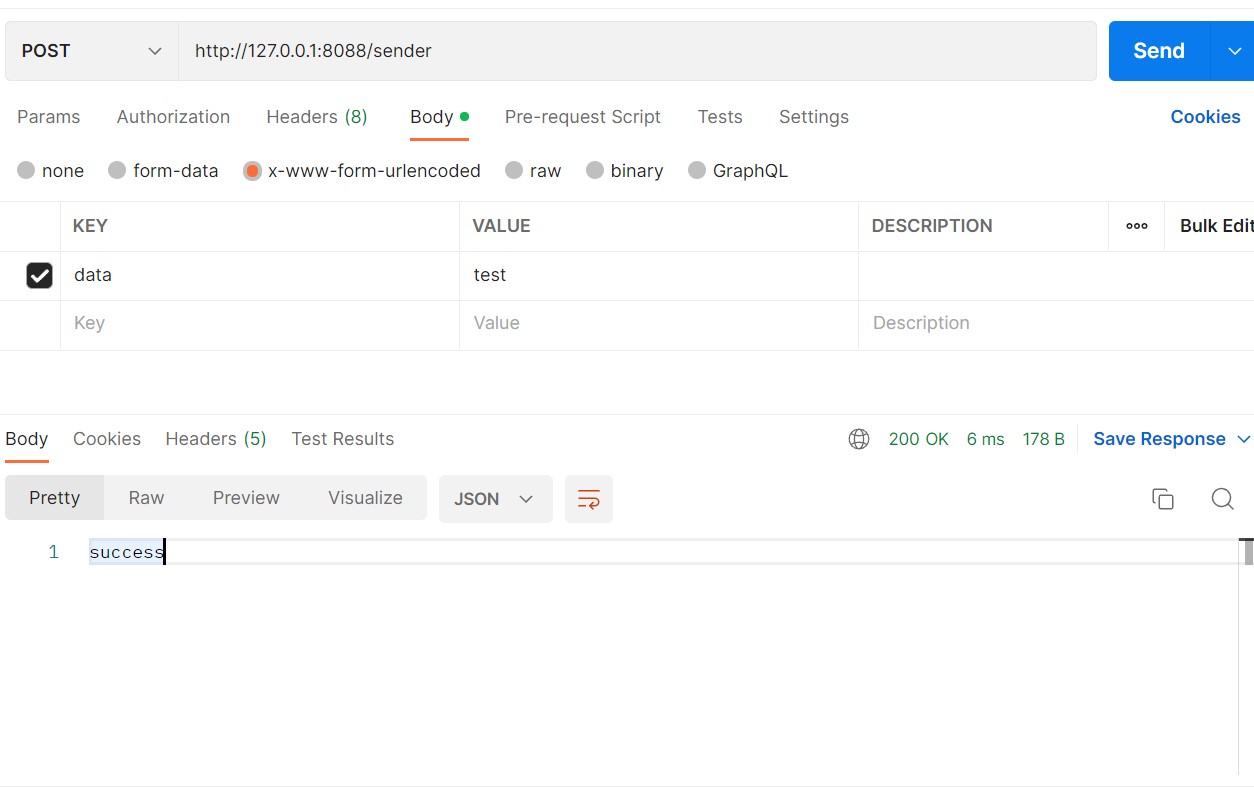 POST http://127.0.0.1:8088/sender Send
Params Authorization Headers (8) Body Pre-request Script Tests Settings Cookies
none form-data x-www-form-urlencoded raw binary GraphQL
KEY VALUE DESCRIPTION Bulk Edit
data test
Key Value Description
Body Cookies Headers (5) Test Results 200 OK 6 ms 178 B Save Response
Pretty Raw Preview Visualize JSON
1 success